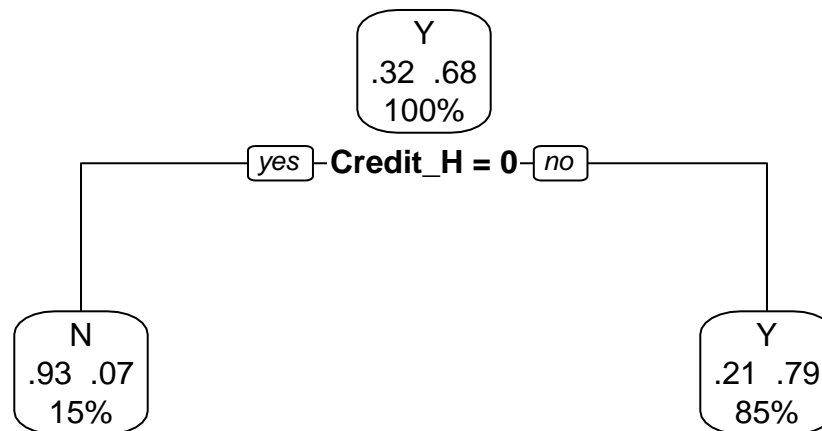 Y
.32 .68
100%
yes Credit_H = 0 no
N
.93 .07
15%
Y
.21 .79
85%